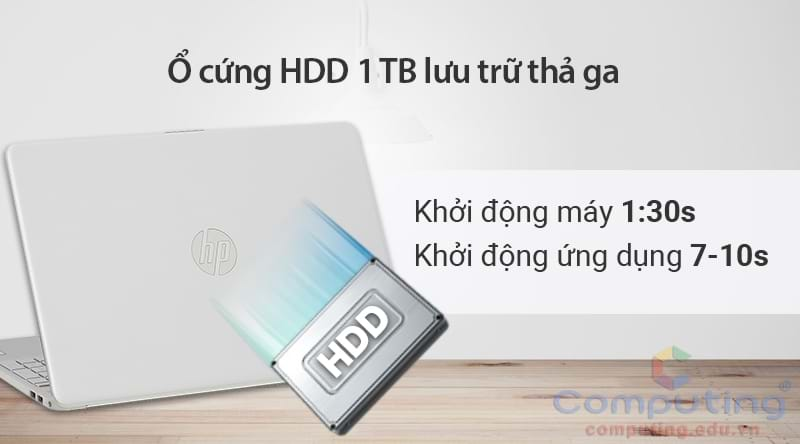 Ổ cứng HDD 1 TB lưu trữ thả ga
Khởi động máy 1:30s
Khởi động ứng dụng 7-10s
hp
HDD
Computing®
computing.edu.vn